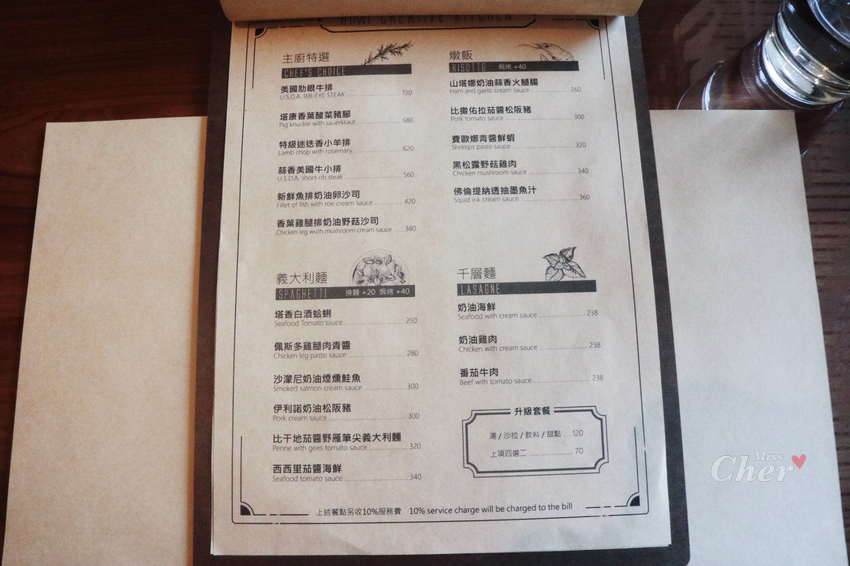 BIMI CREATIVE KITCHEN
主廚特選
CHEF'S CHOICE
美國肋眼牛排
U.S.D.A. RIB-EYE STEAK 720
塔康香葉酸菜豬腳
Pig knuckle with sauerkraut 680
特級迷迭香小羊排
Lamb chop with rosemary 620
蒜香美國牛小排
U.S.D.A. short-rib steak 560
新鮮魚排奶油卵沙司
Fillet of fish with roe cream sauce 420
香葉雞腿排奶油野菇沙司
Chicken leg wuth mushroom cream sauce 380
義大利麵
SPAGHETTI 換麵 +20 焗烤 +40
塔香白酒蛤蜊
Seafood Tomato sauce 250
佩斯多雞腿肉青醬
Chicken leg pasto sauce 280
沙濛尼奶油煙燻鮭魚
Smoked salmon cream sauce 300
伊利諾奶油松阪豬
Pork cream sauce 300
比干地茄醬野雁筆尖義大利麵
Penne with gees tomato sauce 320
西西里茄醬海鮮
Seafood tomato sauce 340
燉飯
RISOTTO 焗烤 +40
山塔娜奶油蒜香火腿腸
Ham and garlic cream sauce 260
比撒佑拉茄醬松阪豬
Pork tomato sauce 300
賽歐娜青醬鮮蝦
Shrimps pasto sauce 320
黑松露野菇雞肉
Chicken mushroom sauce 340
佛倫提納透抽墨魚汁
Squid ink cream sauce 360
千層麵
LASAGNE
奶油海鮮
Seafood with cream sauce 238
奶油雞肉
Chicken with cream sauce 238
番茄牛肉
Beef with tomato sauce 238
升級套餐
湯 / 沙拉 / 飲料 / 甜點 120
上項四選二 70
上述餐點另收10%服務費 10% service charge will be charged to the bill
Miss
Cher